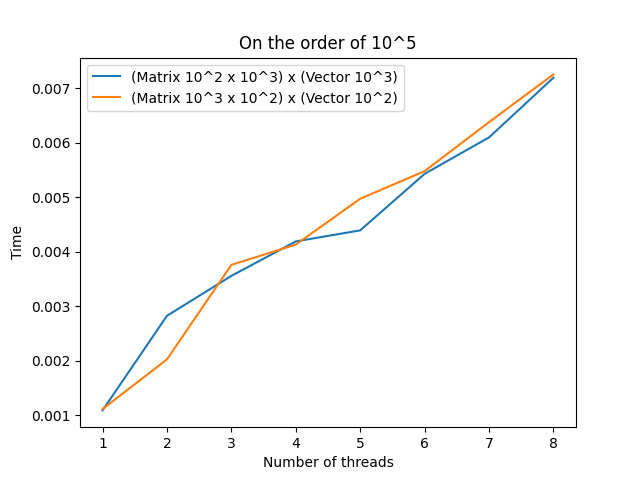 On the order of 10^5
(Matrix 10^2 x 10^3) x (Vector 10^3)
(Matrix 10^3 x 10^2) x (Vector 10^2)
Time
0.007
0.006
0.005
0.004
0.003
0.002
0.001
1 2 3 4 5 6 7 8
Number of threads